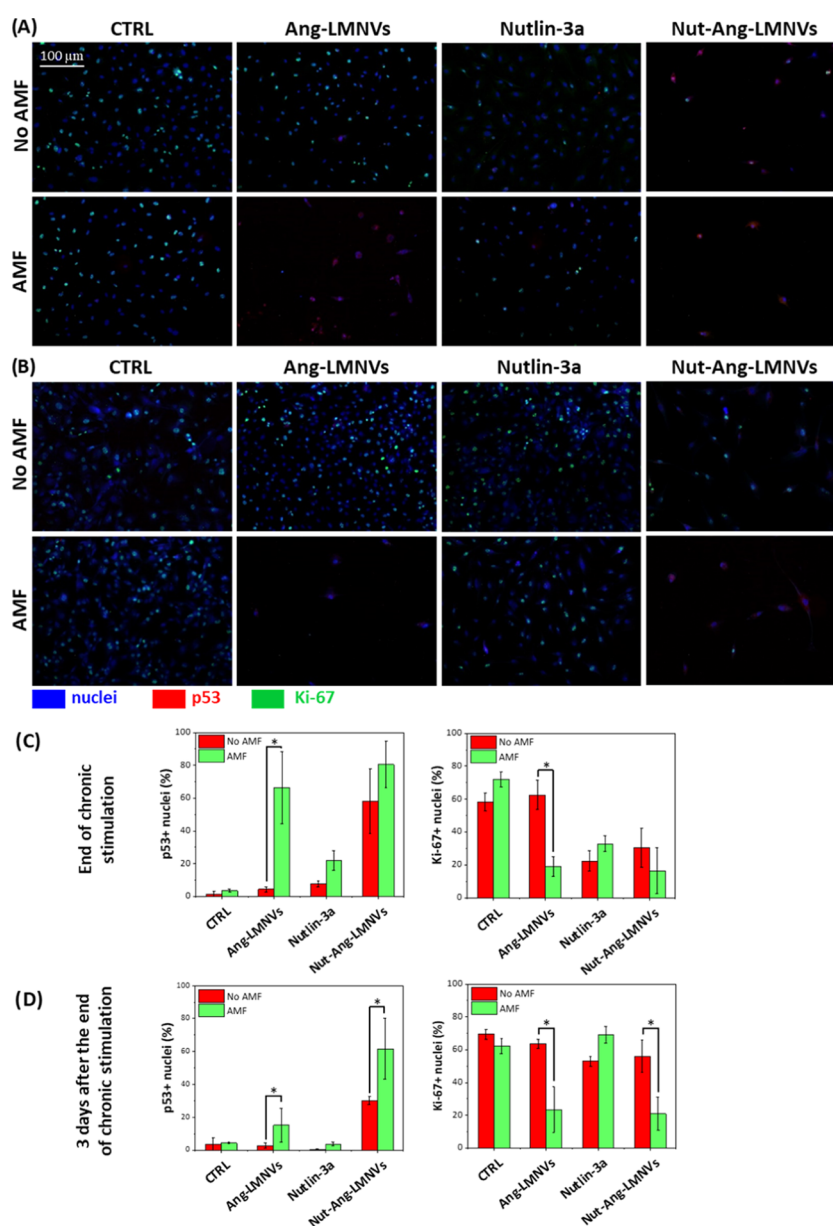 (A)
CTRL Ang-LMNVs Nutlin-3a Nut-Ang-LMNVs
100 µm
No AMF
AMF
(B)
CTRL Ang-LMNVs Nutlin-3a Nut-Ang-LMNVs
No AMF
AMF
nuclei p53 Ki-67
(C)
End of chronic
stimulation
p53+ nuclei (%)
100
80
60
40
20
0
No AMF
AMF
*
CTRL
Ang-LMNVs
Nutlin-3a
Nut-Ang-LMNVs
Ki-67+ nuclei (%)
100
80
60
40
20
0
No AMF
AMF
*
CTRL
Ang-LMNVs
Nutlin-3a
Nut-Ang-LMNVs
(D)
3 days after the end
of chronic stimulation
p53+ nuclei (%)
100
80
60
40
20
0
No AMF
AMF
*
*
CTRL
Ang-LMNVs
Nutlin-3a
Nut-Ang-LMNVs
Ki-67+ nuclei (%)
100
80
60
40
20
0
No AMF
AMF
*
*
CTRL
Ang-LMNVs
Nutlin-3a
Nut-Ang-LMNVs